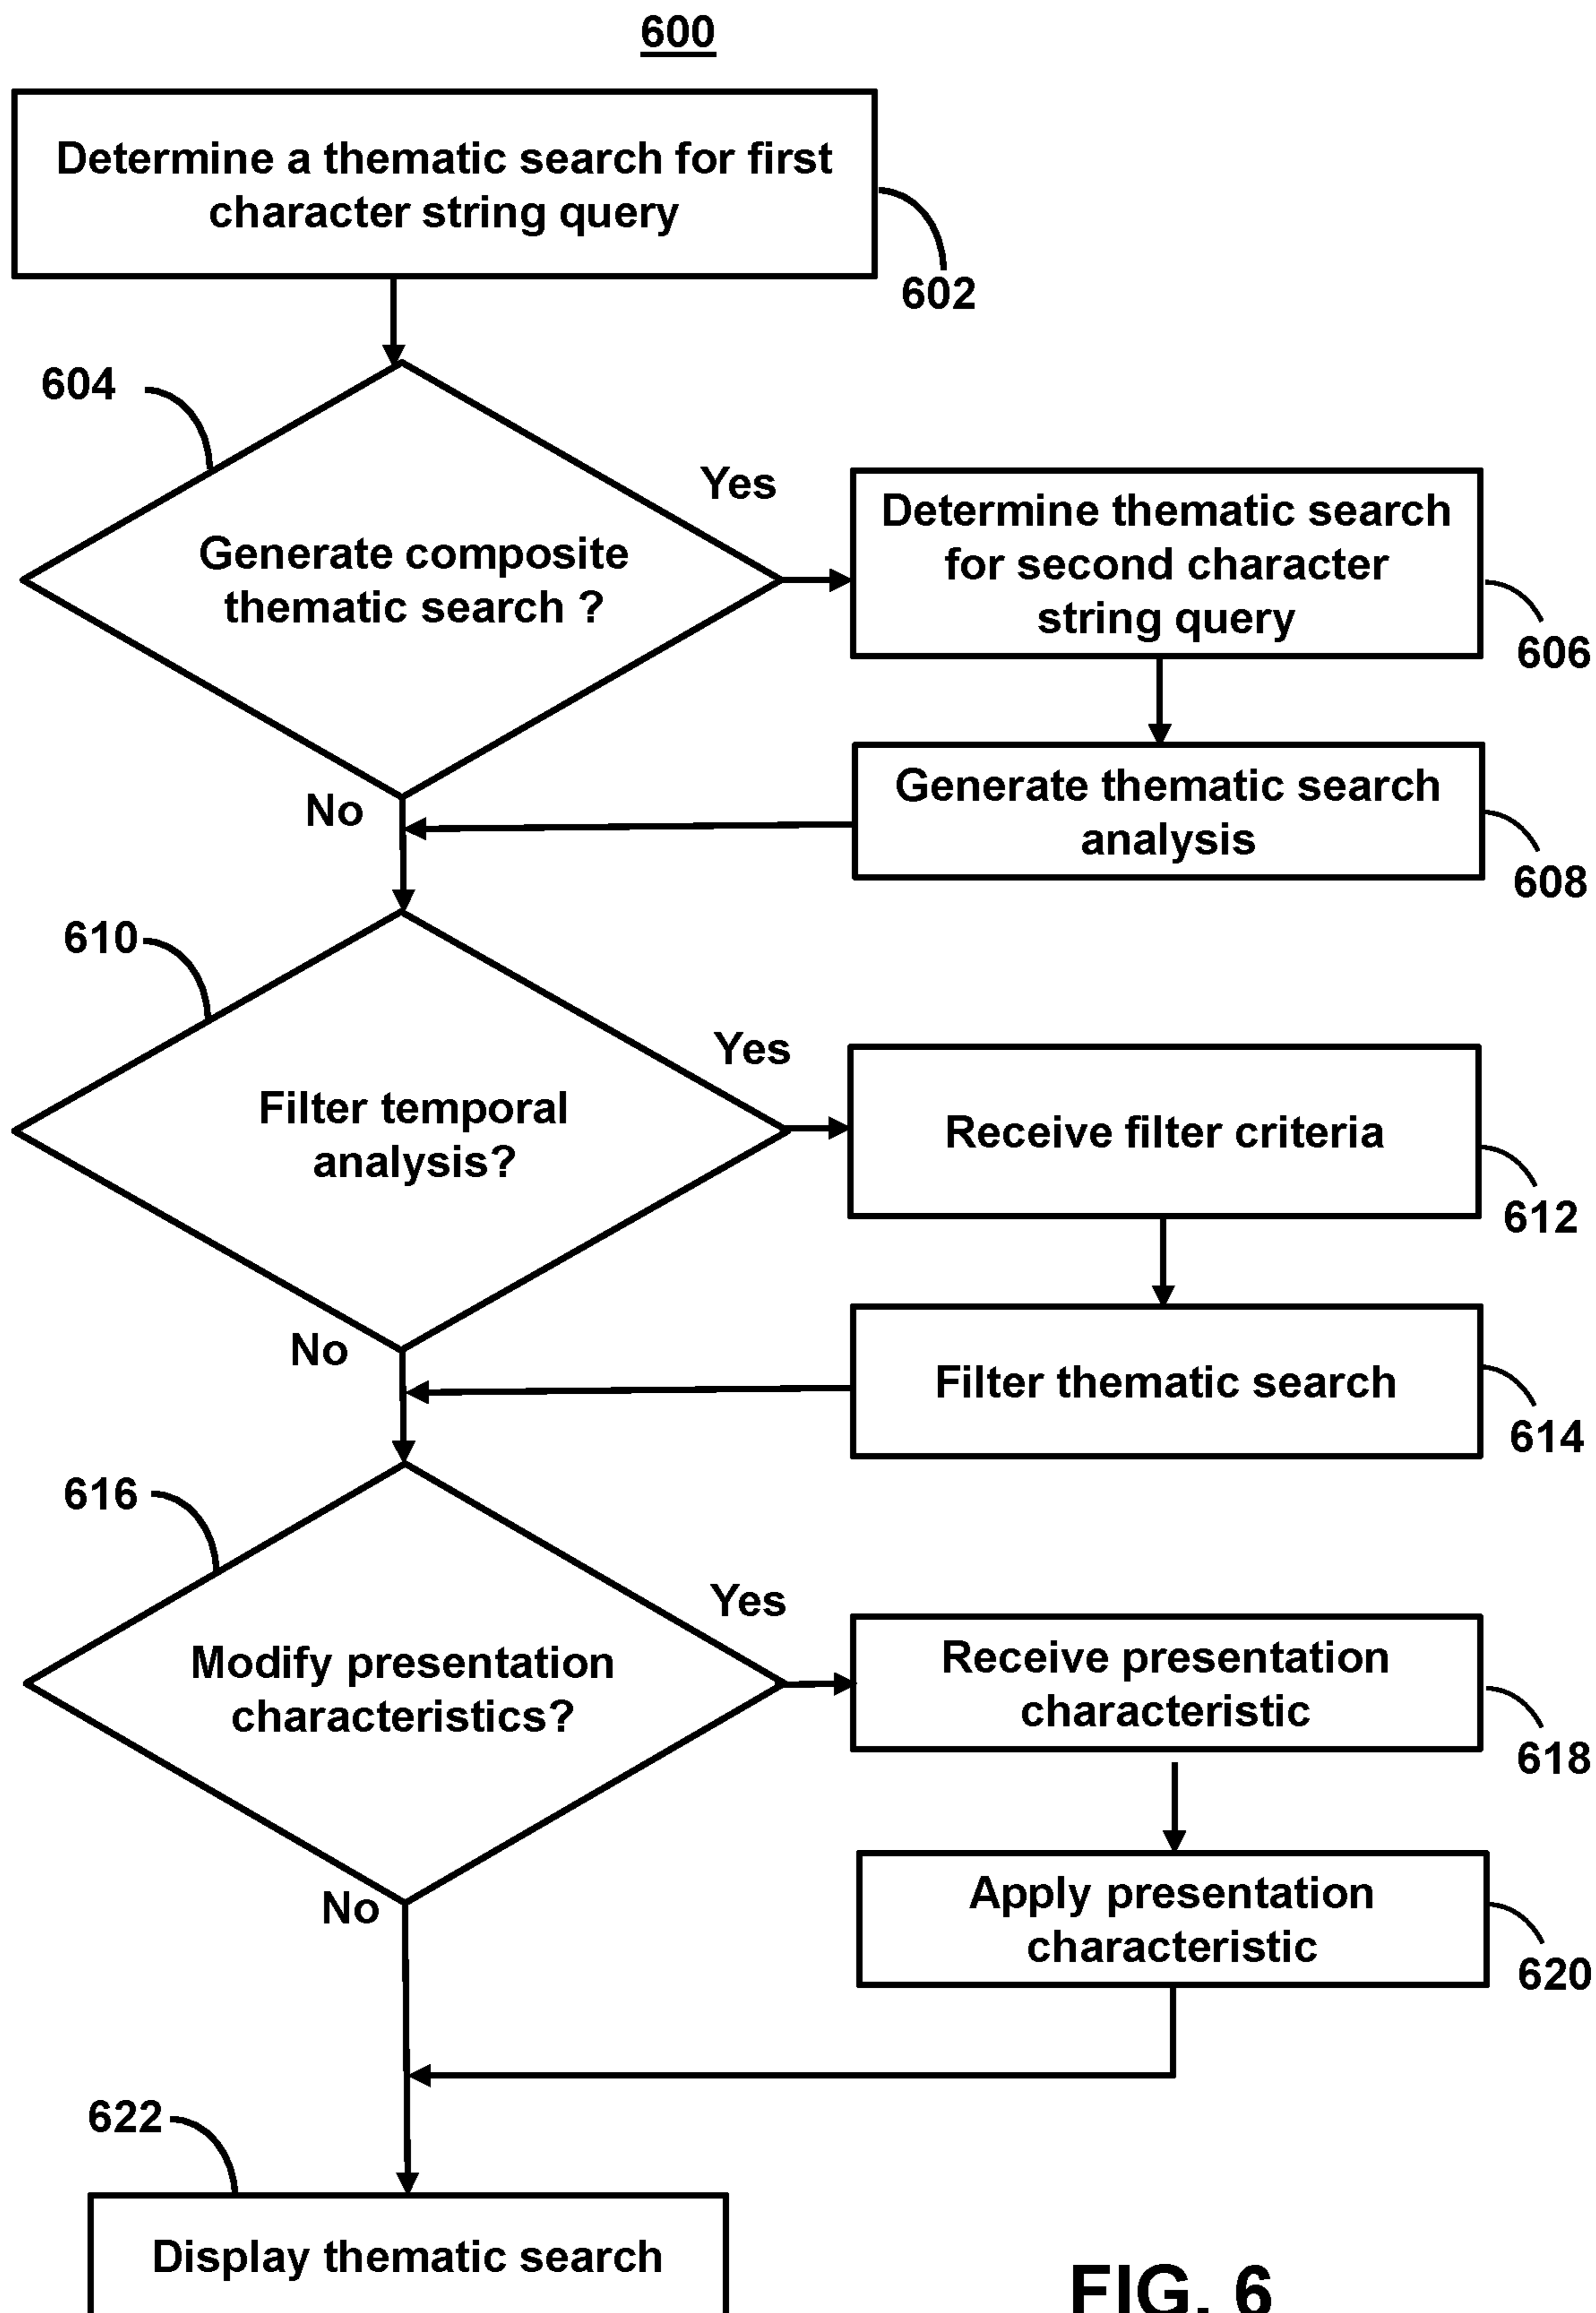 600
Determine a thematic search for first
character string query
602
604
Yes
Generate composite
thematic search ?
Determine thematic search
for second character
string query
606
No
Generate thematic search
analysis
608
610
Yes
Filter temporal
analysis?
Receive filter criteria
612
No
Filter thematic search
614
616
Yes
Modify presentation
characteristics?
Receive presentation
characteristic
618
No
Apply presentation
characteristic
620
622
Display thematic search
FIG. 6